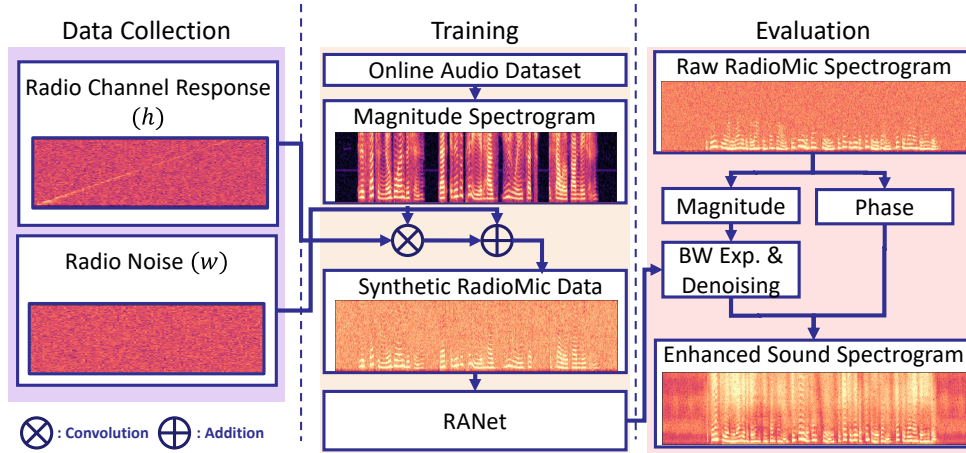 Data Collection
Radio Channel Response
(h)
Radio Noise (w)
: Convolution
: Addition
Training
Online Audio Dataset
Magnitude Spectrogram
Synthetic RadioMic Data
RANet
Evaluation
Raw RadioMic Spectrogram
Magnitude
Phase
BW Exp. &
Denoising
Enhanced Sound Spectrogram